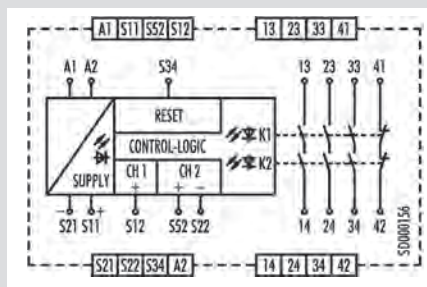 A1 S11 S52 S12 13 23 33 41
A1 A2 S34 13 23 33 41
RESET
CONTROL-LOGIC
K1
K2
SUPPLY
CH 1 CH 2
+ + −
− S21 S11 + S12 S52 S22 14 24 34 42
SD000156
S21 S22 S34 A2 14 24 34 42